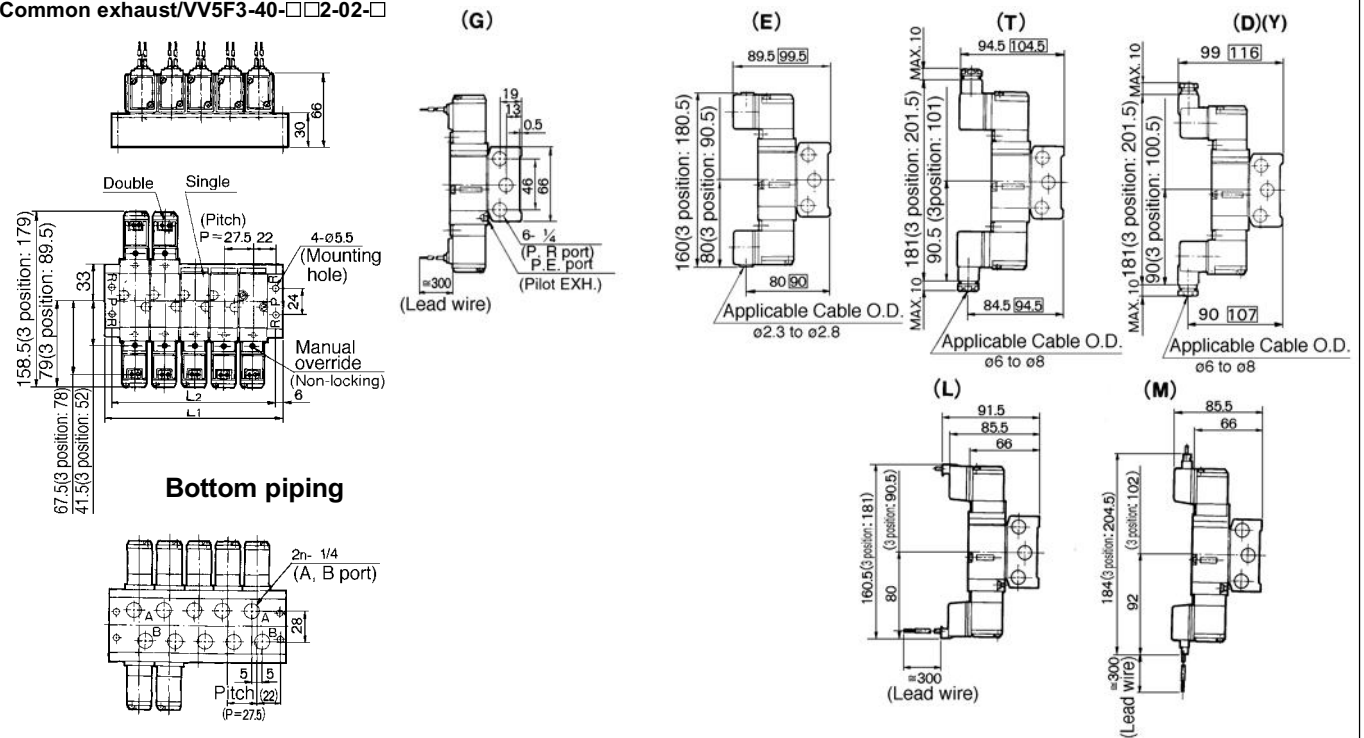 Common exhaust/VV5F3-40-□□2-02-□
30
66
Double
Single
(Pitch)
P=27.5
22
4-ø5.5
(Mounting
hole)
158.5(3 position: 179)
79(3 position: 89.5)
33
R
P
R
R
P
R
24
Manual
override
(Non-locking)
L2
6
L1
67.5(3 position: 78)
41.5(3 position: 52)
Bottom piping
2n- 1/4
(A, B port)
A
B
A
B
28
5
5
Pitch
(22)
(P=27.5)
(G)
19
13
0.5
46
66
6- 1/4
(P, R port)
P.E. port
(Pilot EXH.)
≃300
(Lead wire)
(E)
89.5 99.5
160(3 position: 180.5)
80(3 position: 90.5)
80 90
Applicable Cable O.D.
ø2.3 to ø2.8
(T)
94.5 104.5
MAX. 10
181(3 position: 201.5)
90.5 (3position: 101)
MAX. 10
84.5 94.5
Applicable Cable O.D.
ø6 to ø8
(D)(Y)
99 116
MAX. 10
181(3 position: 201.5)
90(3 position: 100.5)
MAX. 10
90 107
Applicable Cable O.D.
ø6 to ø8
(L)
91.5
85.5
66
160.5(3 position: 181)
(3 position: 90.5)
80
≃300
(Lead wire)
(M)
85.5
66
184(3 position: 204.5)
(3 position: 102)
92
≃300
(Lead wire)